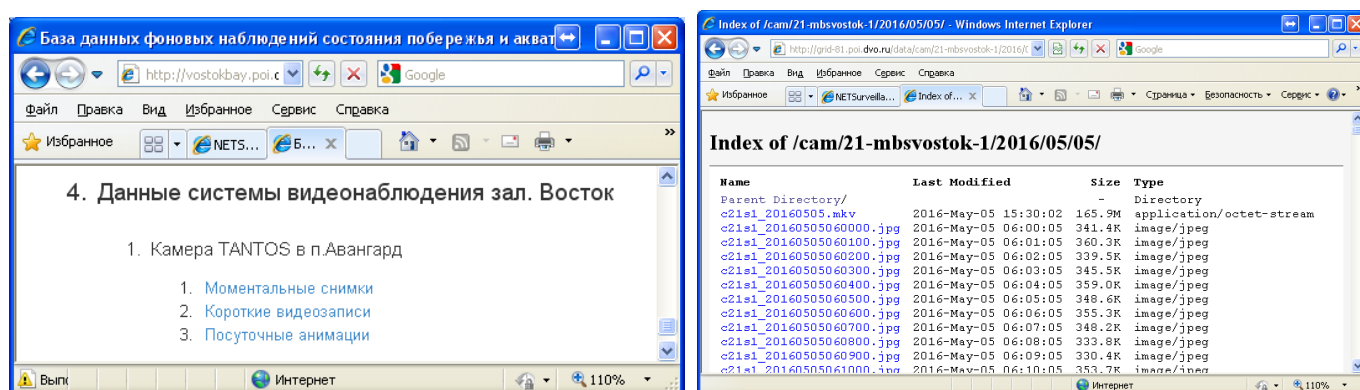 База данных фоновых наблюдений состояния побережья и акват
http://vostokbay.poi.
Google
Файл Правка Вид Избранное Сервис Справка
Избранное NETS... Б... »
4. Данные системы видеонаблюдения зал. Восток
1. Камера TANTOS в п.Авангард
1. Моментальные снимки
2. Короткие видеозаписи
3. Посуточные анимации
Интернет 110%
Index of /cam/21-mbsvostok-1/2016/05/05/ - Windows Internet Explorer
http://grid-81.poi.dvo.ru/data/cam/21-mbsvostok-1/2016/
Google
Файл Правка Вид Избранное Сервис Справка
Избранное NETSurveilla... Index of ... Страница Безопасность Сервис »
Index of /cam/21-mbsvostok-1/2016/05/05/
Name Last Modified Size Type
Parent Directory/ - Directory
c21s1_20160505.mkv 2016-May-05 15:30:02 165.9M application/octet-stream
c21s1_20160505060000.jpg 2016-May-05 06:00:05 341.4K image/jpeg
c21s1_20160505060100.jpg 2016-May-05 06:01:05 360.3K image/jpeg
c21s1_20160505060200.jpg 2016-May-05 06:02:05 339.5K image/jpeg
c21s1_20160505060300.jpg 2016-May-05 06:03:05 345.5K image/jpeg
c21s1_20160505060400.jpg 2016-May-05 06:04:05 359.0K image/jpeg
c21s1_20160505060500.jpg 2016-May-05 06:05:05 348.6K image/jpeg
c21s1_20160505060600.jpg 2016-May-05 06:06:05 355.3K image/jpeg
c21s1_20160505060700.jpg 2016-May-05 06:07:05 348.2K image/jpeg
c21s1_20160505060800.jpg 2016-May-05 06:08:05 333.8K image/jpeg
c21s1_20160505060900.jpg 2016-May-05 06:09:05 330.4K image/jpeg
c21s1_20160505061000.jpg 2016-May-05 06:10:05 353.7K image/jpeg
Интернет 110%